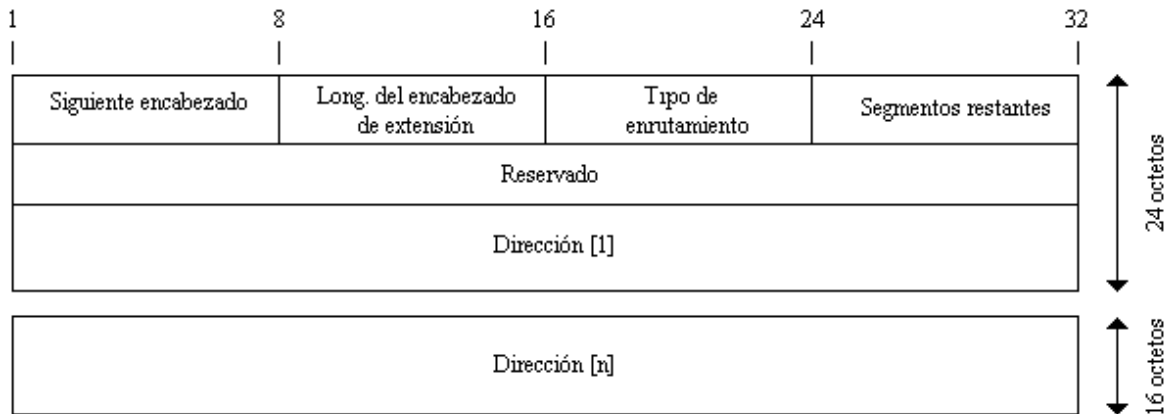 1 8 16 24 32
Siguiente encabezado
Long. del encabezado
de extensión
Tipo de
enrutamiento
Segmentos restantes
Reservado
Dirección [1]
24 octetos
Dirección [n]
16 octetos